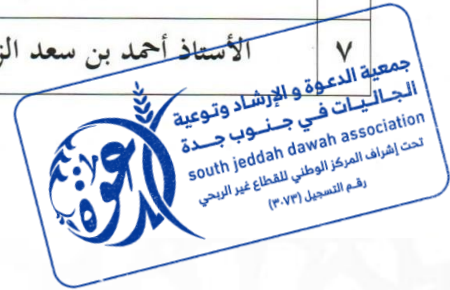 ٧ الأستاذ أحمد بن سعد
جمعية الدعوة و الإرشاد وتوعية
الجاليات في جنوب جدة
south jeddah dawah association
تحت إشراف المركز الوطني للقطاع غير الربحي
رقم التسجيل (٣٠٧٣)
الدعوة